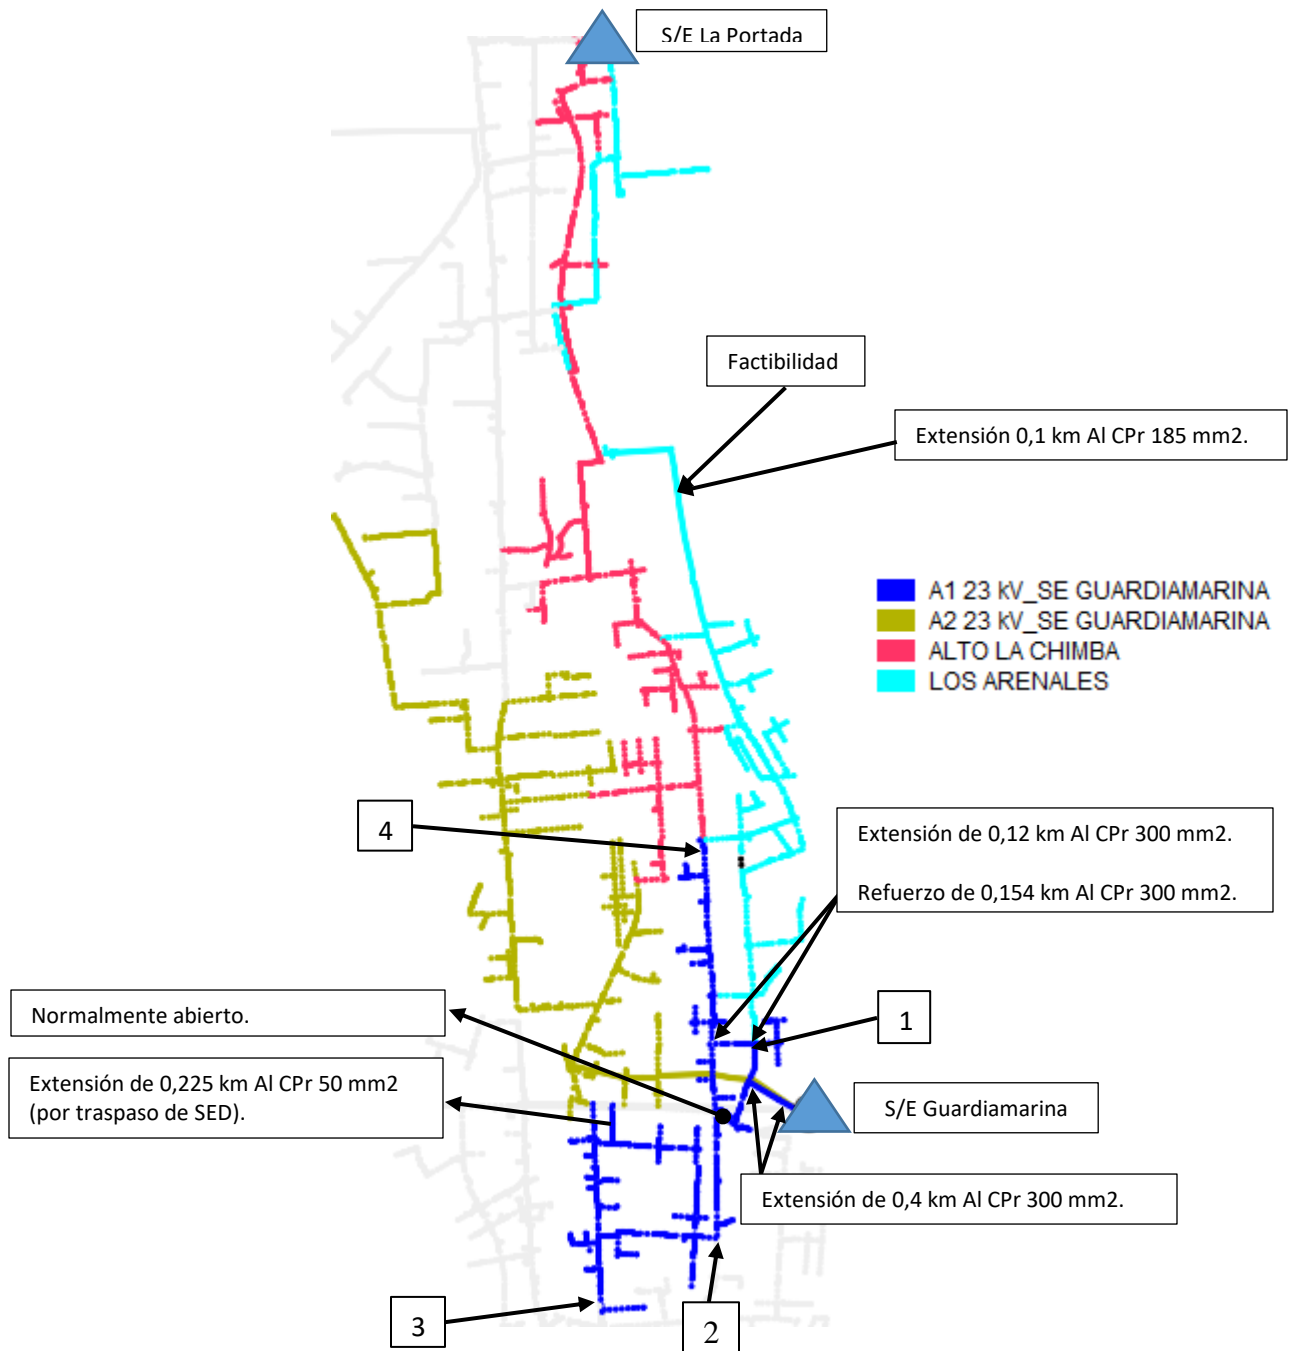 S/E La Portada
Factibilidad
Extensión 0,1 km Al CPr 185 mm2.
A1 23 kV_SE GUARDIAMARINA
A2 23 kV_SE GUARDIAMARINA
ALTO LA CHIMBA
LOS ARENALES
4
Extensión de 0,12 km Al CPr 300 mm2.
Refuerzo de 0,154 km Al CPr 300 mm2.
Normalmente abierto.
1
Extensión de 0,225 km Al CPr 50 mm2
(por traspaso de SED).
S/E Guardiamarina
Extensión de 0,4 km Al CPr 300 mm2.
3
2